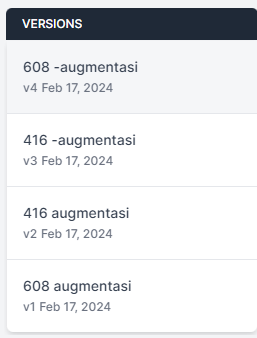 VERSIONS
608 -augmentasi
v4 Feb 17, 2024
416 -augmentasi
v3 Feb 17, 2024
416 augmentasi
v2 Feb 17, 2024
608 augmentasi
v1 Feb 17, 2024